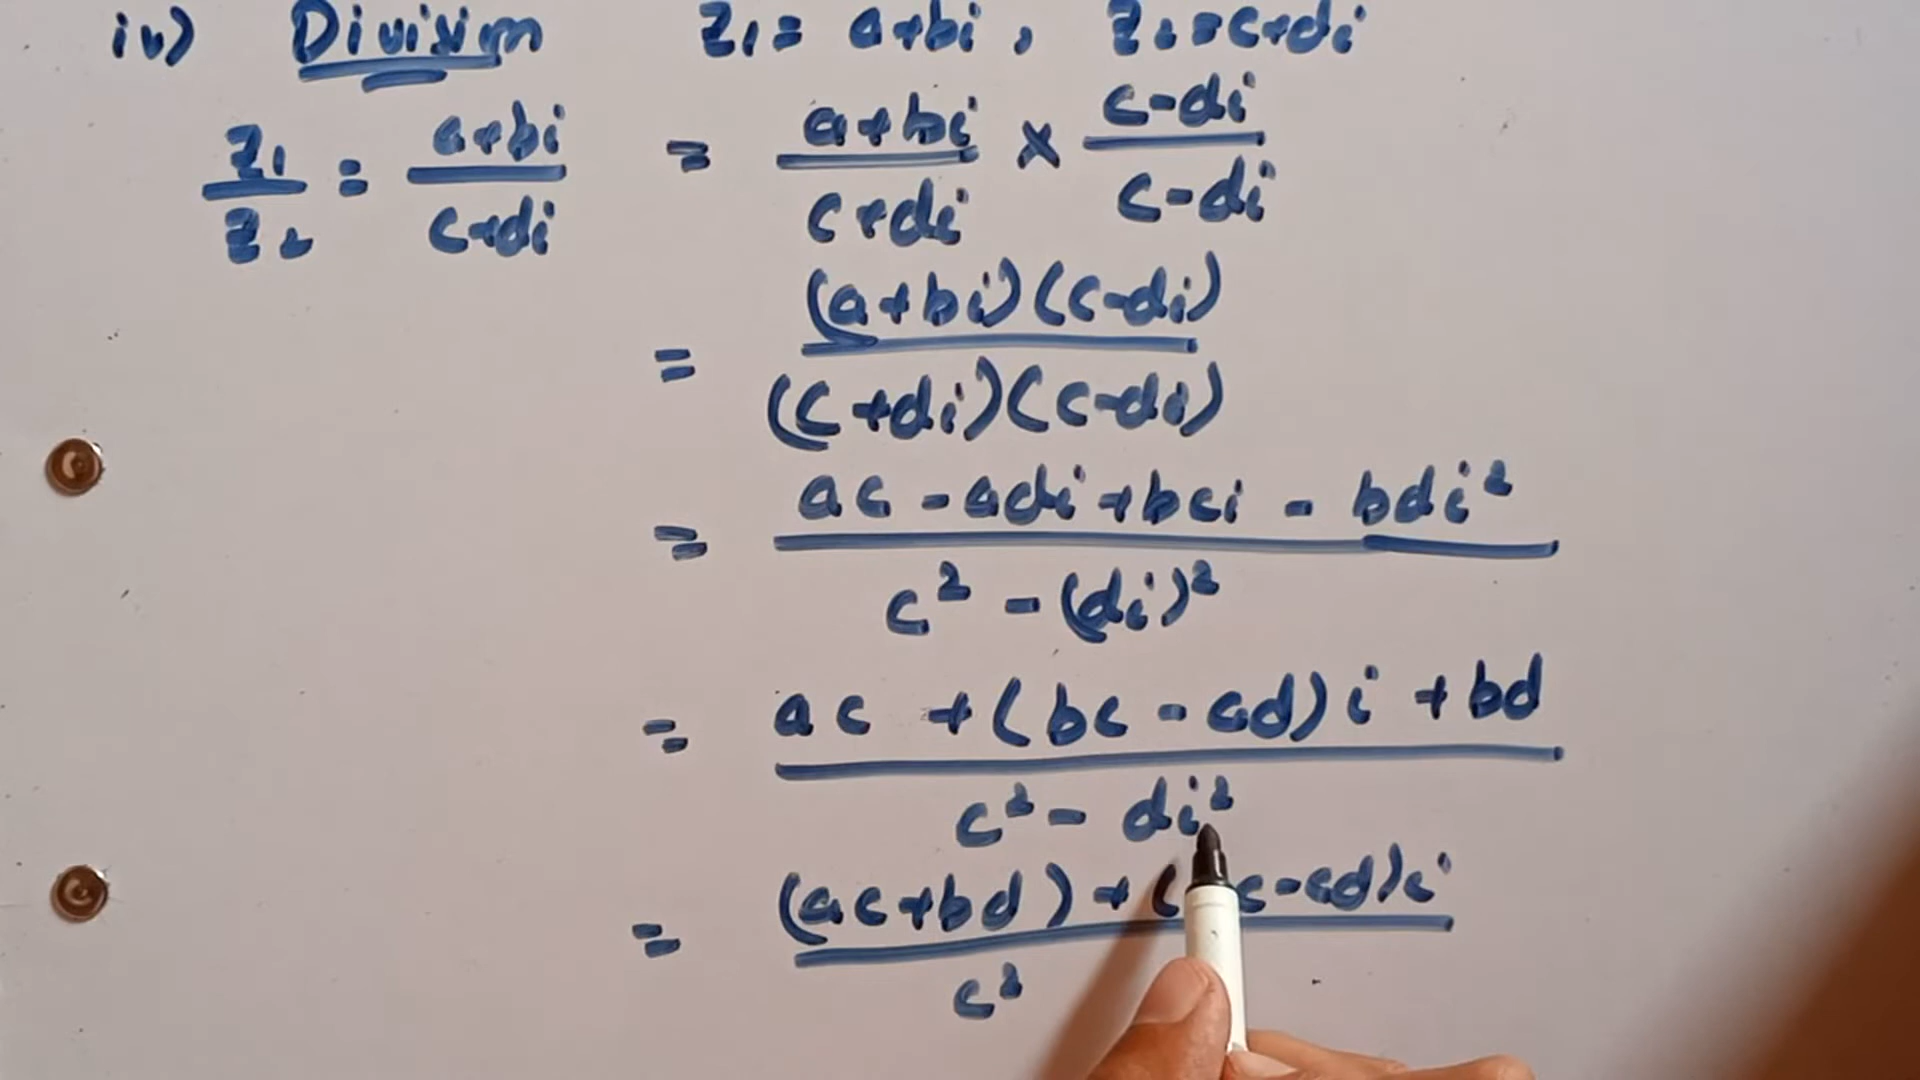 iv) Division z₁ = a+bi , z₂ = c+di
z₁/z₂ = (a+bi)/(c+di) = (a+bi)/(c+di) × (c-di)/(c-di)
= (a+bi)(c-di) / (c+di)(c-di)
= (ac - adi + bci - bdi²) / (c² - (di)²)
= (ac + (bc - ad)i + bd) / (c² - di²)
= ((ac+bd) + ( c-ad)i) / c²